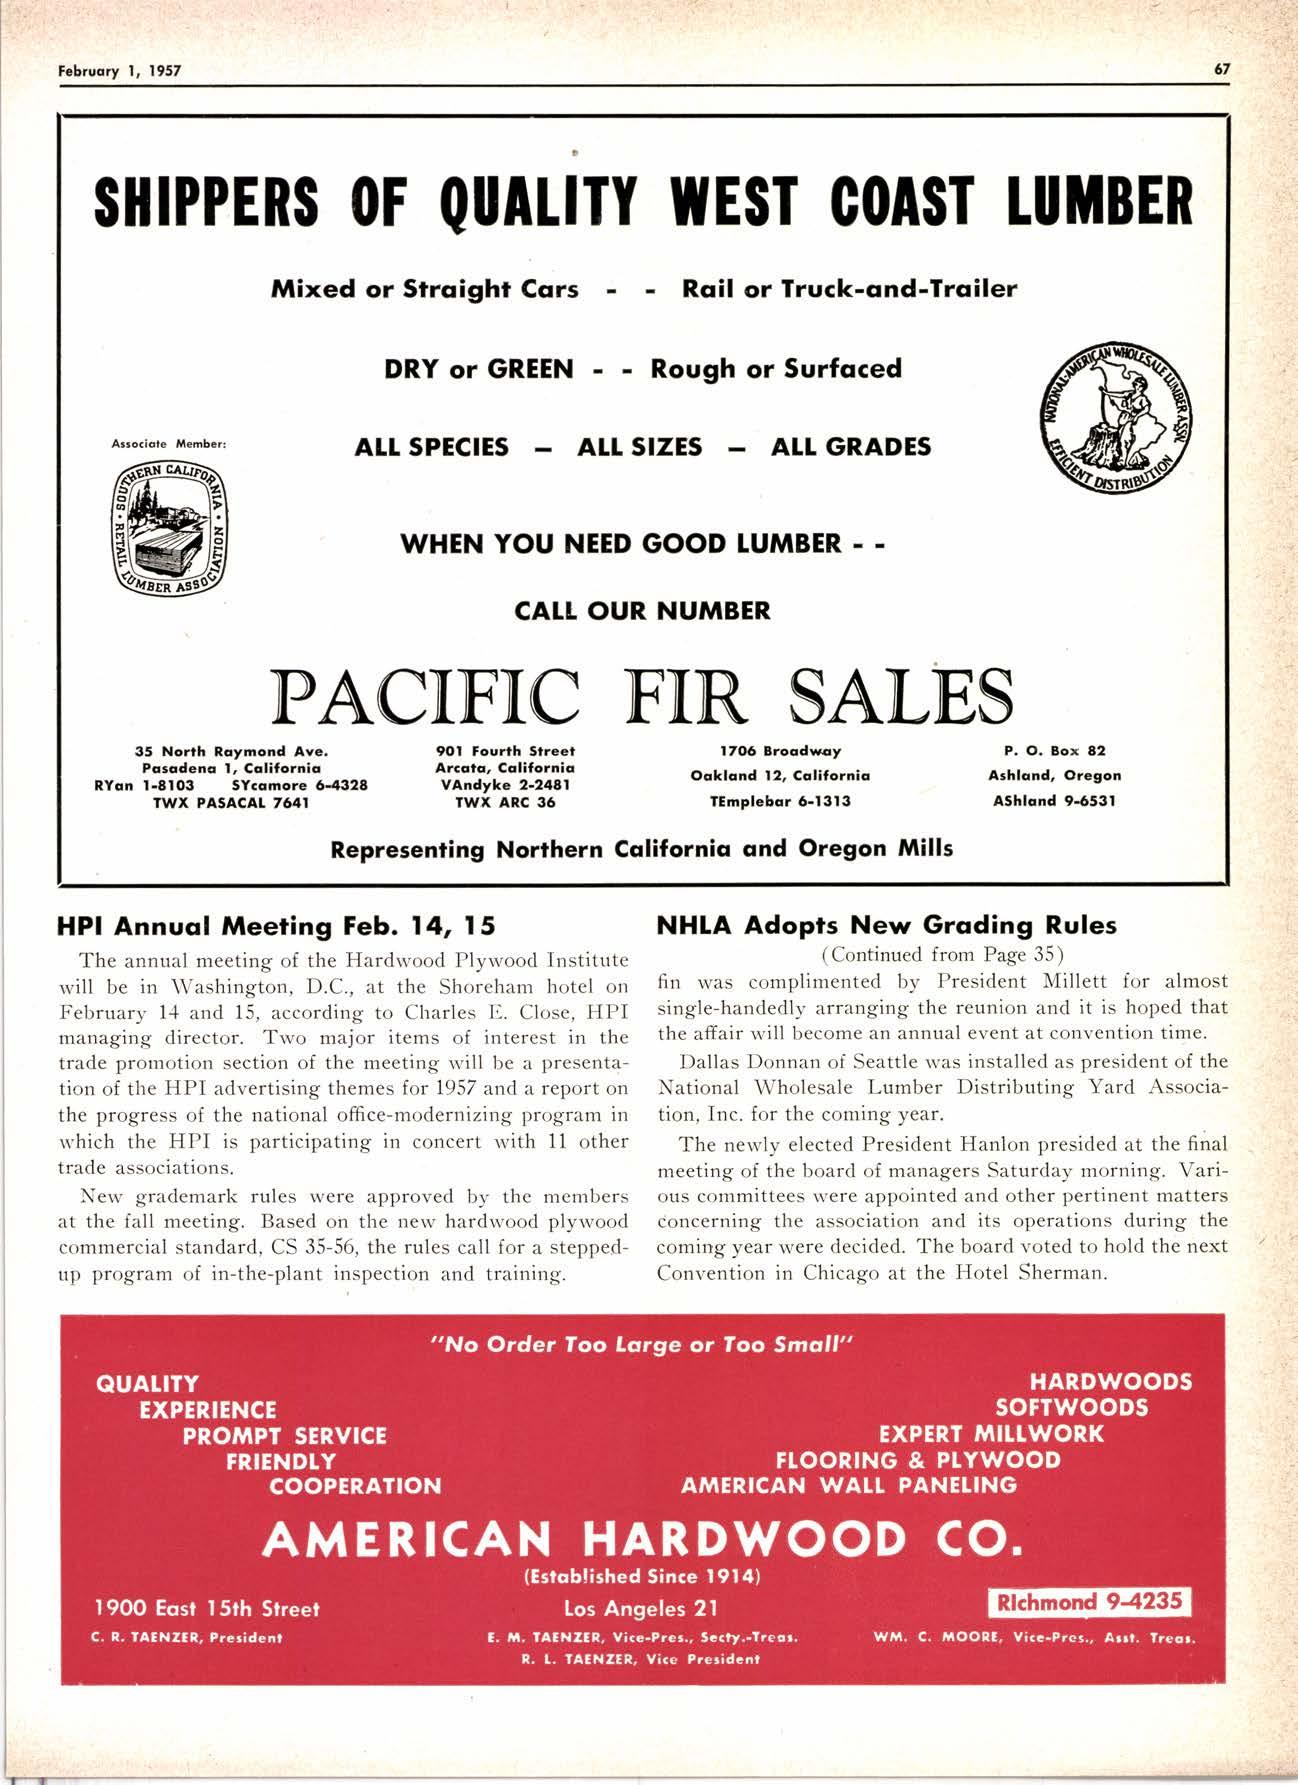 February 1, 1957 67
SHIPPERS OF QUALITY WEST COAST LUMBER
Mixed or Straight Cars - - Rail or Truck-and-Trailer
DRY or GREEN - - Rough or Surfaced
NATIONAL-AMERICAN WHOLESALE LUMBER ASSN.
EFFICIENT DISTRIBUTION
Associate Member:
SOUTHERN CALIFORNIA
RETAIL LUMBER ASSOCIATION
ALL SPECIES – ALL SIZES – ALL GRADES
WHEN YOU NEED GOOD LUMBER - -
CALL OUR NUMBER
PACIFIC FIR SALES
35 North Raymond Ave.
Pasadena 1, California
RYan 1-8103 SYcamore 6-4328
TWX PASACAL 7641
901 Fourth Street
Arcata, California
VAndyke 2-2481
TWX ARC 36
1706 Broadway
Oakland 12, California
TEmplebar 6-1313
P. O. Box 82
Ashland, Oregon
AShland 9-6531
Representing Northern California and Oregon Mills
HPI Annual Meeting Feb. 14, 15
The annual meeting of the Hardwood Plywood Institute
will be in Washington, D.C., at the Shoreham hotel on
February 14 and 15, according to Charles E. Close, HPI
managing director. Two major items of interest in the
trade promotion section of the meeting will be a presenta-
tion of the HPI advertising themes for 1957 and a report on
the progress of the national office-modernizing program in
which the HPI is participating in concert with 11 other
trade associations.
New grademark rules were approved by the members
at the fall meeting. Based on the new hardwood plywood
commercial standard, CS 35-56, the rules call for a stepped-
up program of in-the-plant inspection and training.
NHLA Adopts New Grading Rules
(Continued from Page 35)
fin was complimented by President Millett for almost
single-handedly arranging the reunion and it is hoped that
the affair will become an annual event at convention time.
Dallas Donnan of Seattle was installed as president of the
National Wholesale Lumber Distributing Yard Associa-
tion, Inc. for the coming year.
The newly elected President Hanlon presided at the final
meeting of the board of managers Saturday morning. Vari-
ous committees were appointed and other pertinent matters
concerning the association and its operations during the
coming year were decided. The board voted to hold the next
Convention in Chicago at the Hotel Sherman.
"No Order Too Large or Too Small"
QUALITY
EXPERIENCE
PROMPT SERVICE
FRIENDLY
COOPERATION
HARDWOODS
SOFTWOODS
EXPERT MILLWORK
FLOORING & PLYWOOD
AMERICAN WALL PANELING
AMERICAN HARDWOOD CO.
(Established Since 1914)
1900 East 15th Street Los Angeles 21 RIchmond 9-4235
C. R. TAENZER, President E. M. TAENZER, Vice-Pres., Secty.-Treas. WM. C. MOORE, Vice-Pres., Asst. Treas.
R. L. TAENZER, Vice President